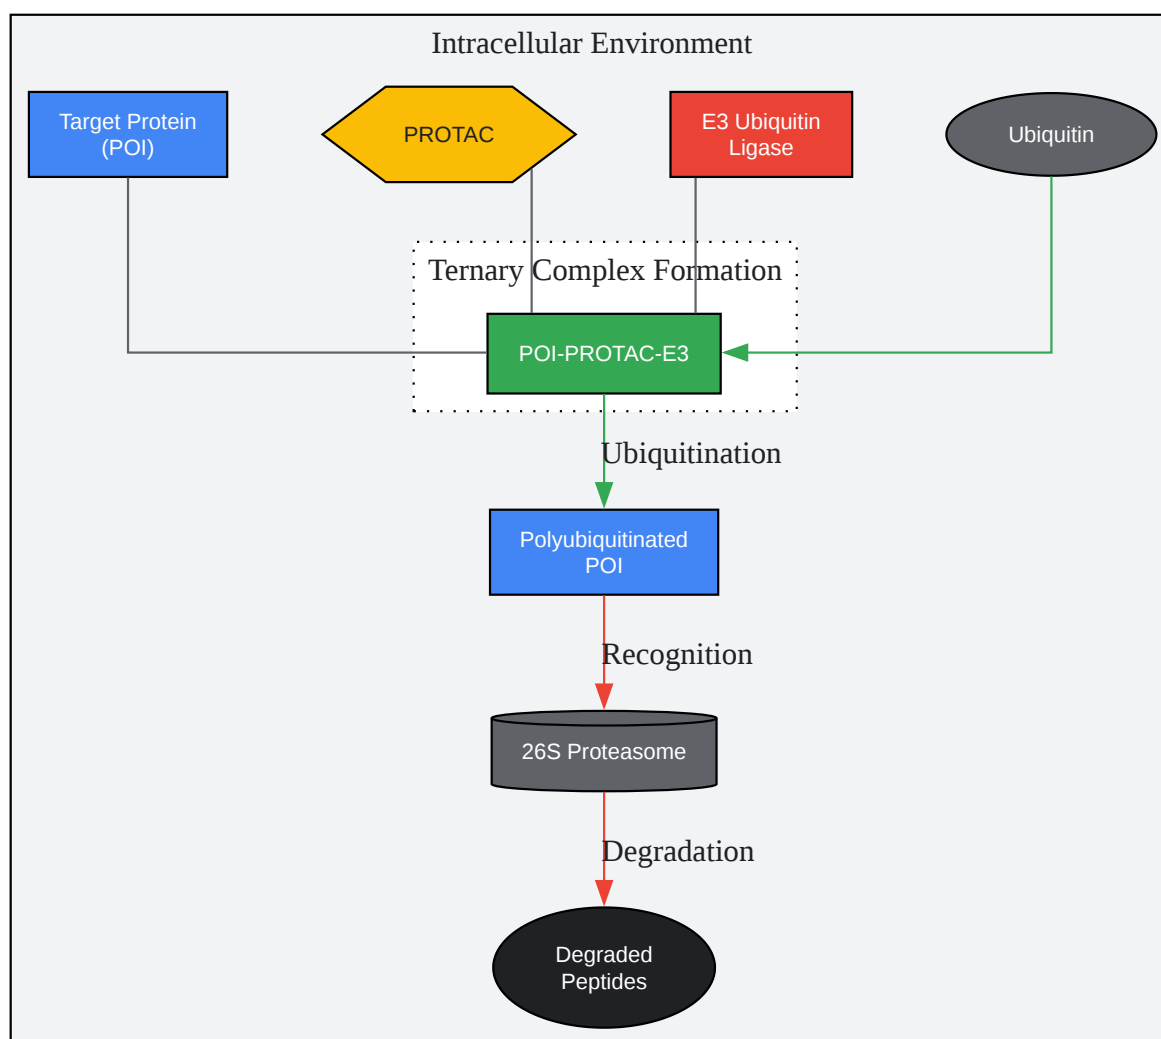 Intracellular Environment
Target Protein
(POI)
PROTAC
E3 Ubiquitin
Ligase
Ubiquitin
Ternary Complex Formation
POI-PROTAC-E3
Ubiquitination
Polyubiquitinated
POI
Recognition
26S Proteasome
Degradation
Degraded
Peptides